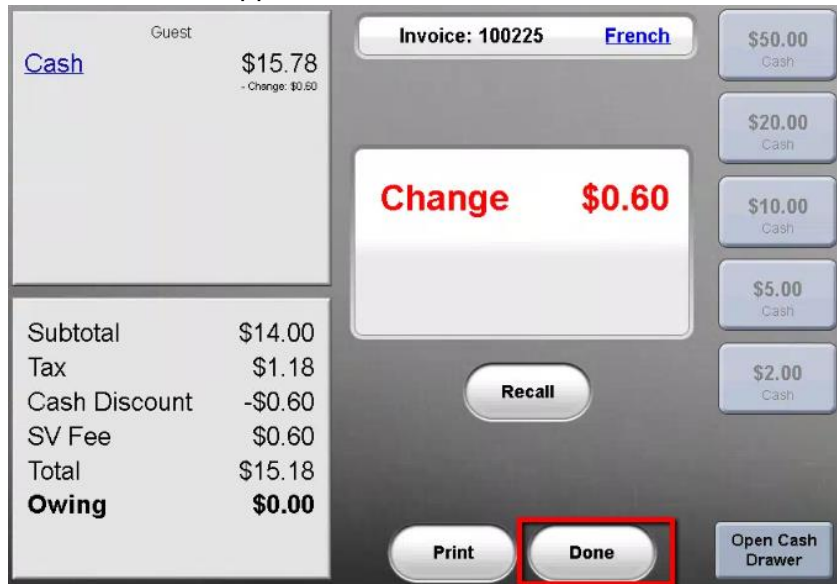 Guest
Cash $15.78
- Change: $0.60
Subtotal $14.00
Tax $1.18
Cash Discount -$0.60
SV Fee $0.60
Total $15.18
Owing $0.00
Invoice: 100225 French
Change $0.60
Recall
Print Done
$50.00
Cash
$20.00
Cash
$10.00
Cash
$5.00
Cash
$2.00
Cash
Open Cash
Drawer